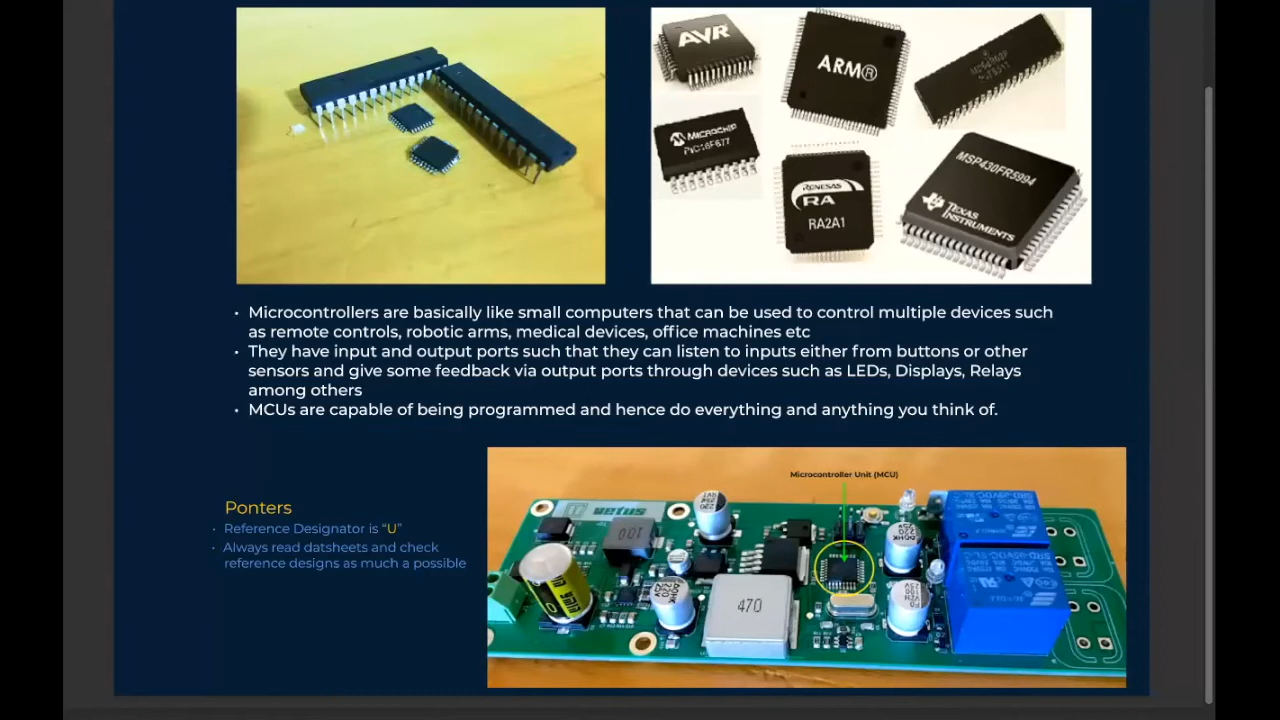 AVR
ARM®
MICROCHIP
PIC16F877
RENESAS
RA
RA2A1
MSP430FR5994
TEXAS
INSTRUMENTS
• Microcontrollers are basically like small computers that can be used to control multiple devices such
as remote controls, robotic arms, medical devices, office machines etc
• They have input and output ports such that they can listen to inputs either from buttons or other
sensors and give some feedback via output ports through devices such as LEDs, Displays, Relays
among others
• MCUs are capable of being programmed and hence do everything and anything you think of.
Microcontroller Unit (MCU)
Ponters
• Reference Designator is “U”
• Always read datsheets and check
reference designs as much a possible
vetus
100
470